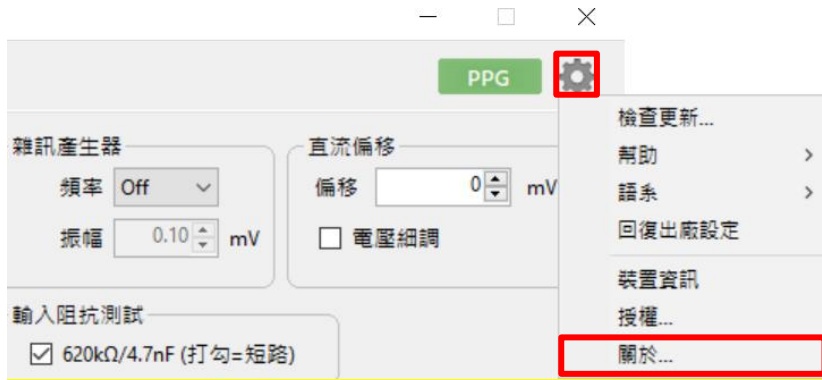 PPG
檢查更新...
幫助
語系
回復出廠設定
裝置資訊
授權...
關於...
雜訊產生器
頻率 Off
振幅 0.10 mV
直流偏移
偏移 0 mV
電壓細調
輸入阻抗測試
620kΩ/4.7nF (打勾=短路)